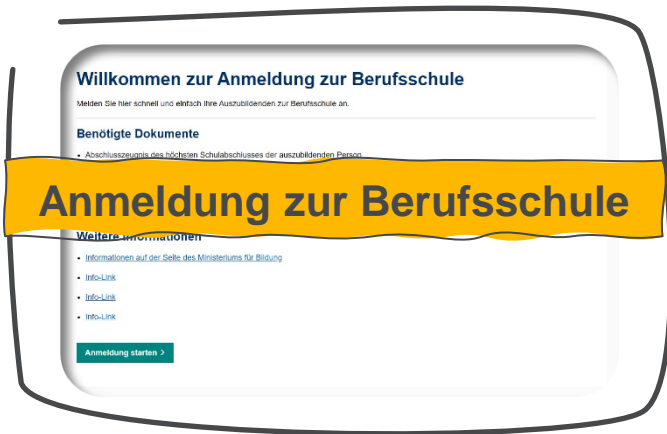 Willkommen zur Anmeldung zur Berufsschule
Melden Sie hier schnell und einfach Ihre Auszubildenden zur Berufsschule an.
Benötigte Dokumente
• Abschlusszeugnis des höchsten Schulabschlusses der auszubildenden Person
Anmeldung zur Berufsschule
Weitere Informationen
• Informationen auf der Seite des Ministeriums für Bildung
• Info-Link
• Info-Link
• Info-Link
Anmeldung starten >